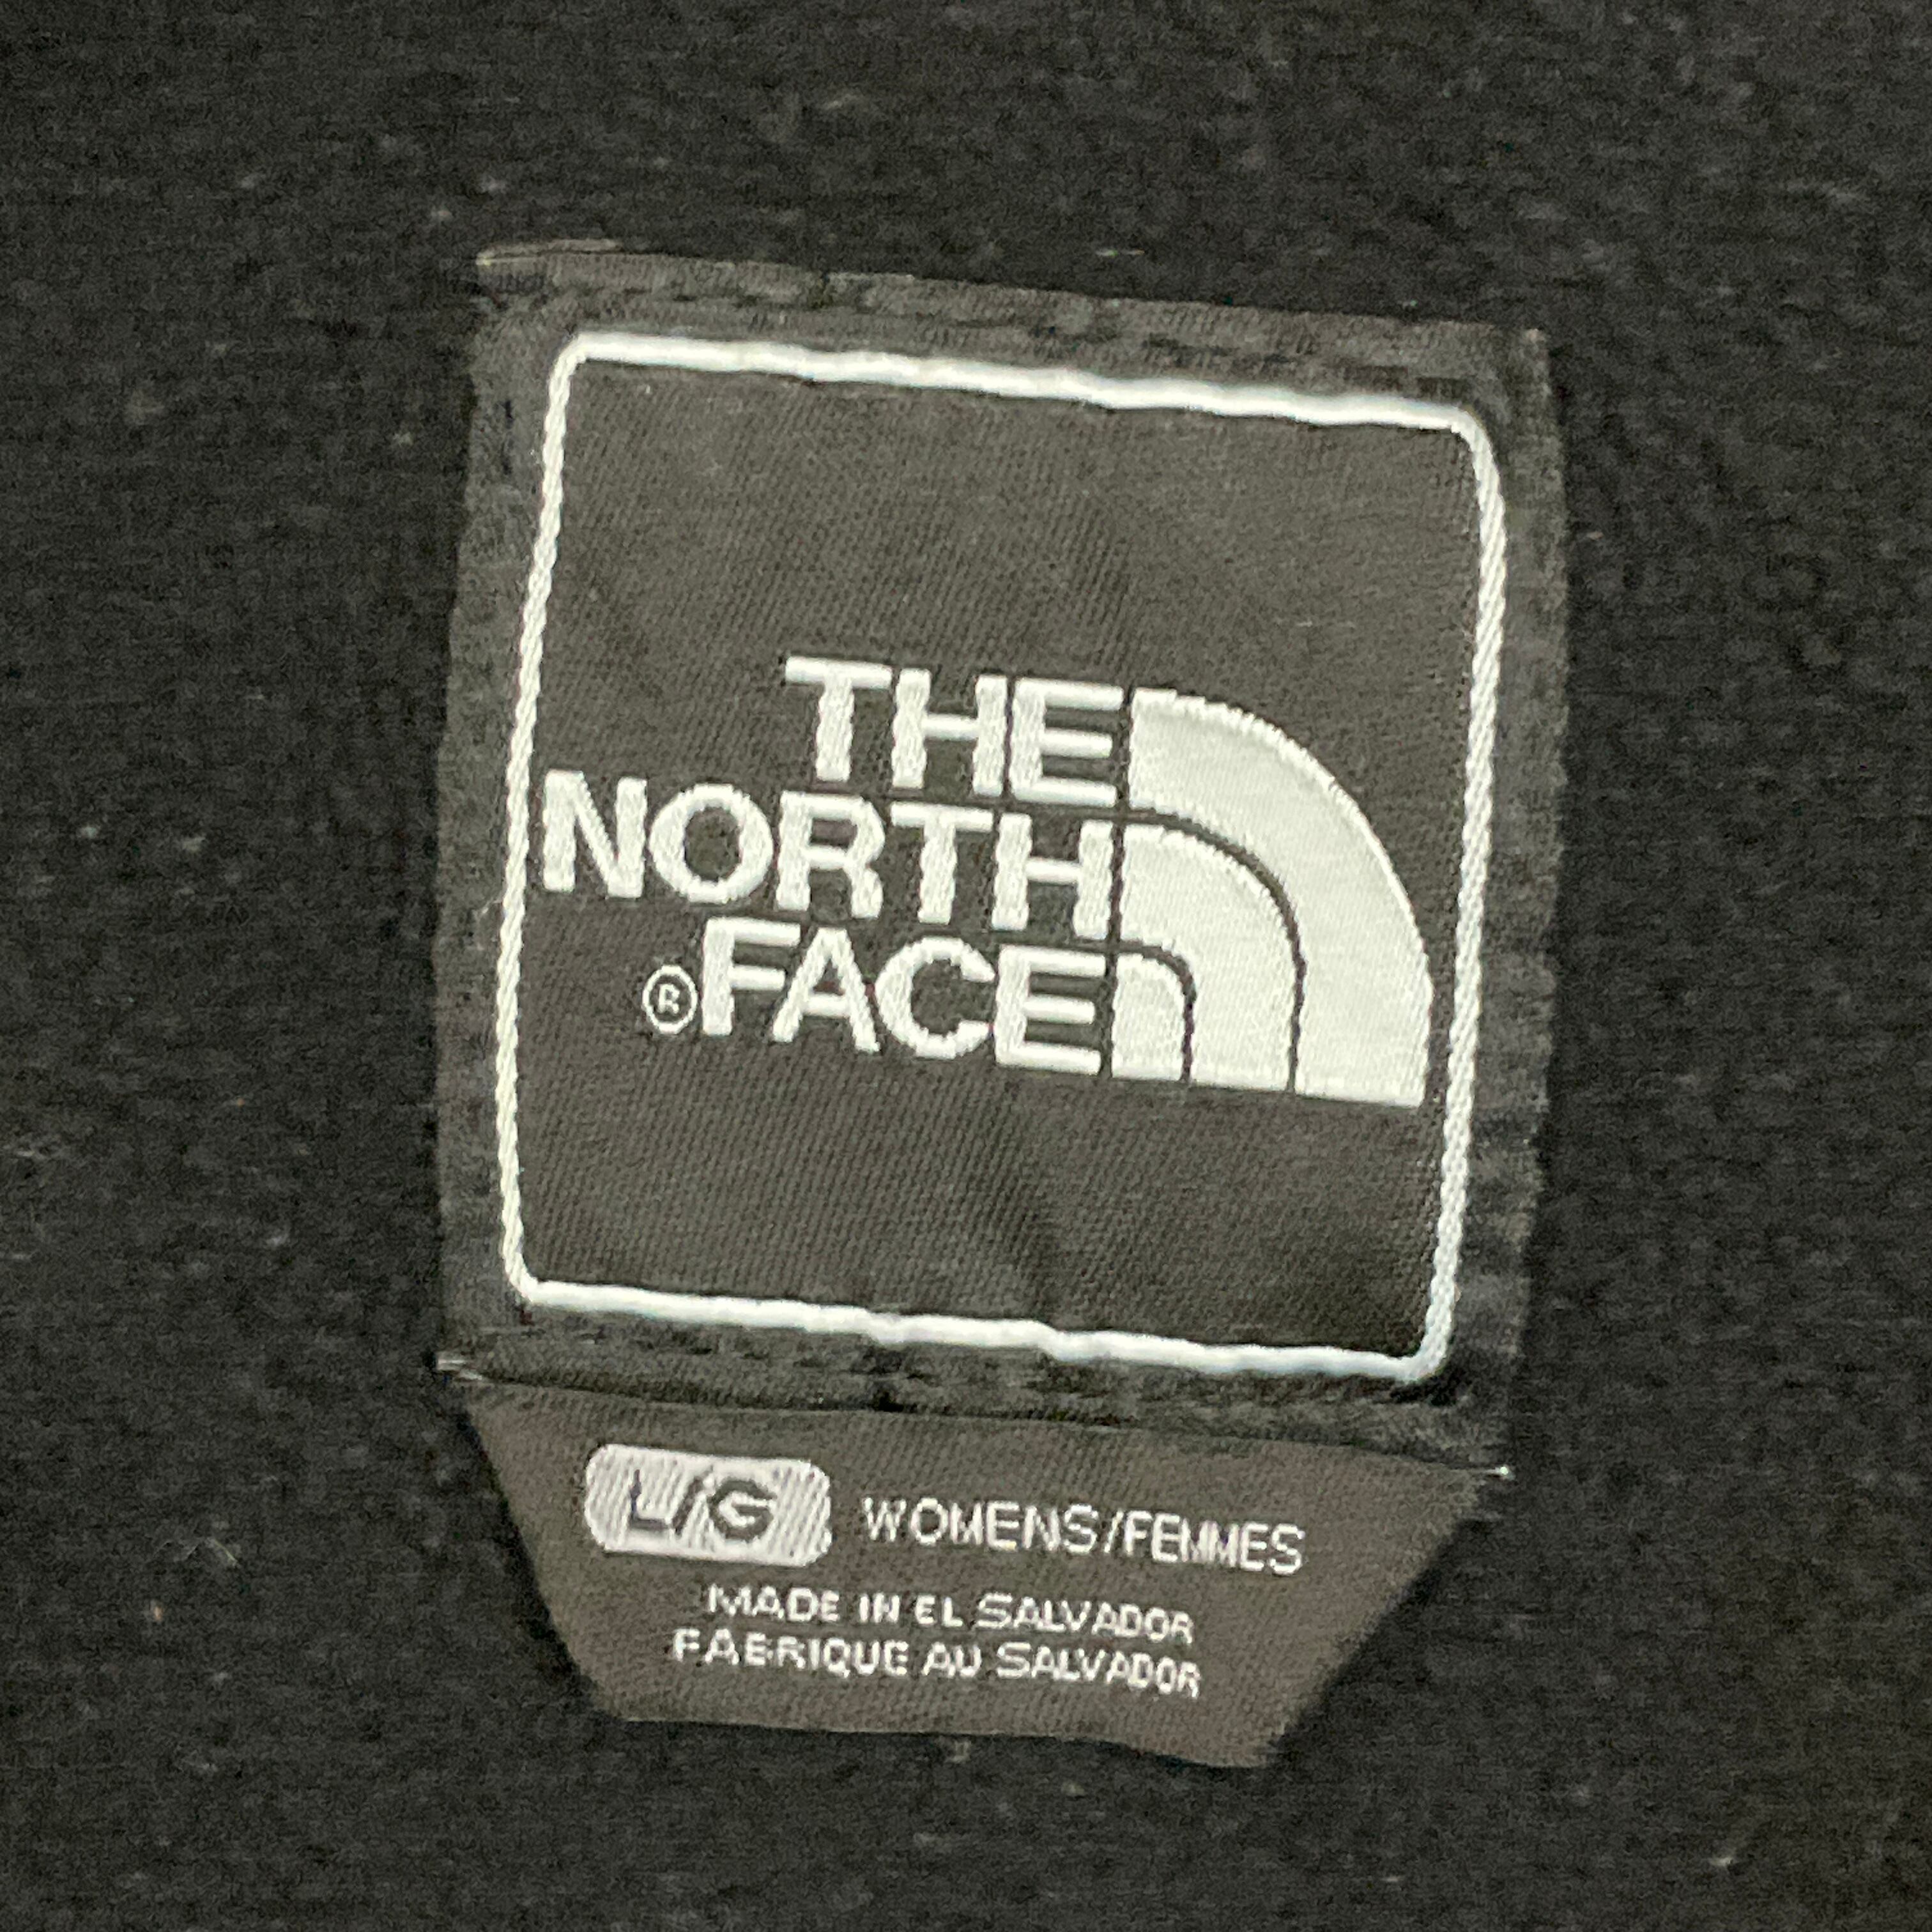 THE
NORTH
®FACE
L/G WOMENS/FEMMES
MADE IN EL SALVADOR
FABRIQUE AU SALVADOR